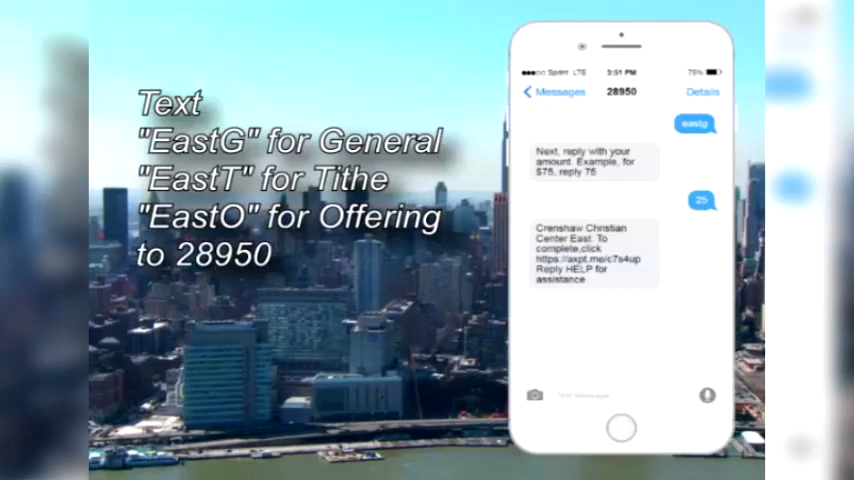 Text
"EastG" for General
"EastT" for Tithe
"EastO" for Offering
to 28950
Sprint LTE
3:51 PM
75%
Messages
28950
Details
eastg
Next, reply with your
amount. Example, for
$75, reply 75
25
Crenshaw Christian
Center East: To
complete,click
https://axpt.me/c7s4up
Reply HELP for
assistance
Text Message